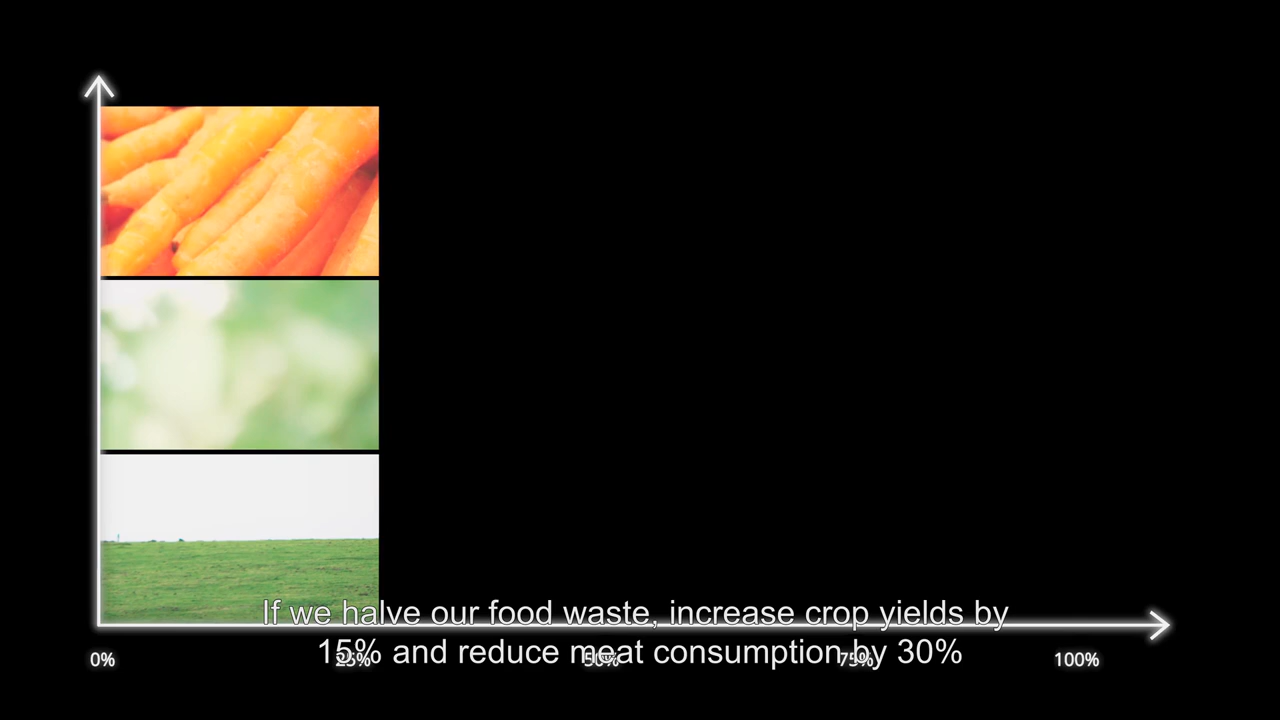 If we halve our food waste, increase crop yields by
15% and reduce meat consumption by 30%
0% 25% 50% 75% 100%